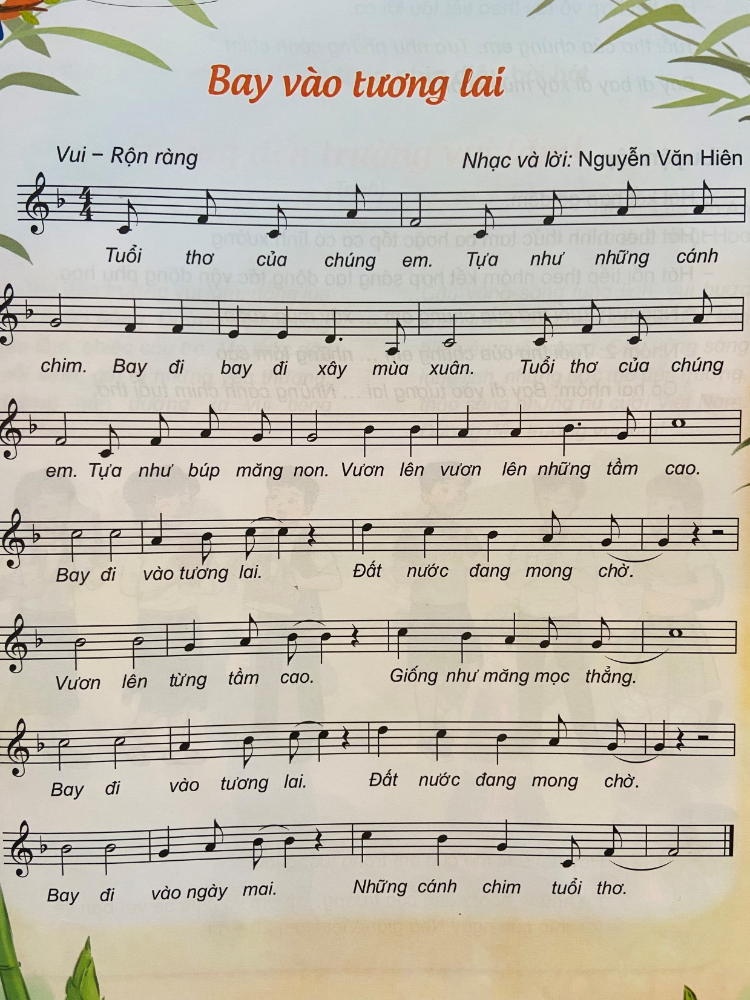 Bay vào tương lai
Vui – Rộn ràng
Nhạc và lời: Nguyễn Văn Hiên
4
4
Tuổi thơ của chúng em. Tựa như những cánh
chim. Bay đi bay đi xây mùa xuân. Tuổi thơ của chúng
em. Tựa như búp măng non. Vươn lên vươn lên những tầm cao.
Bay đi vào tương lai. Đất nước đang mong chờ.
Vươn lên từng tầm cao. Giống như măng mọc thẳng.
Bay đi vào tương lai. Đất nước đang mong chờ.
Bay đi vào ngày mai. Những cánh chim tuổi thơ.